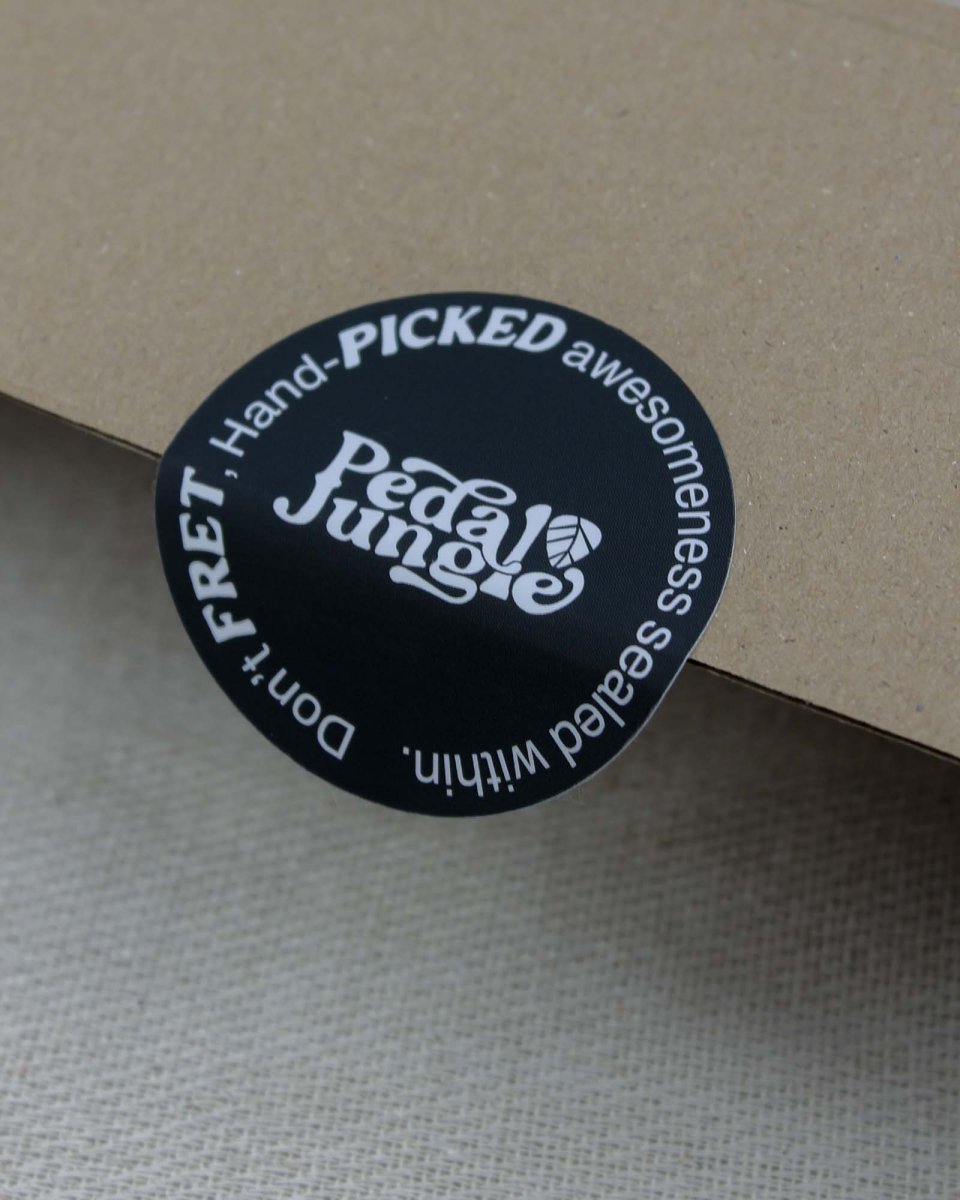 Don't FRET, Hand-PICKED awesomeness sealed within.
Pedal
Jungle